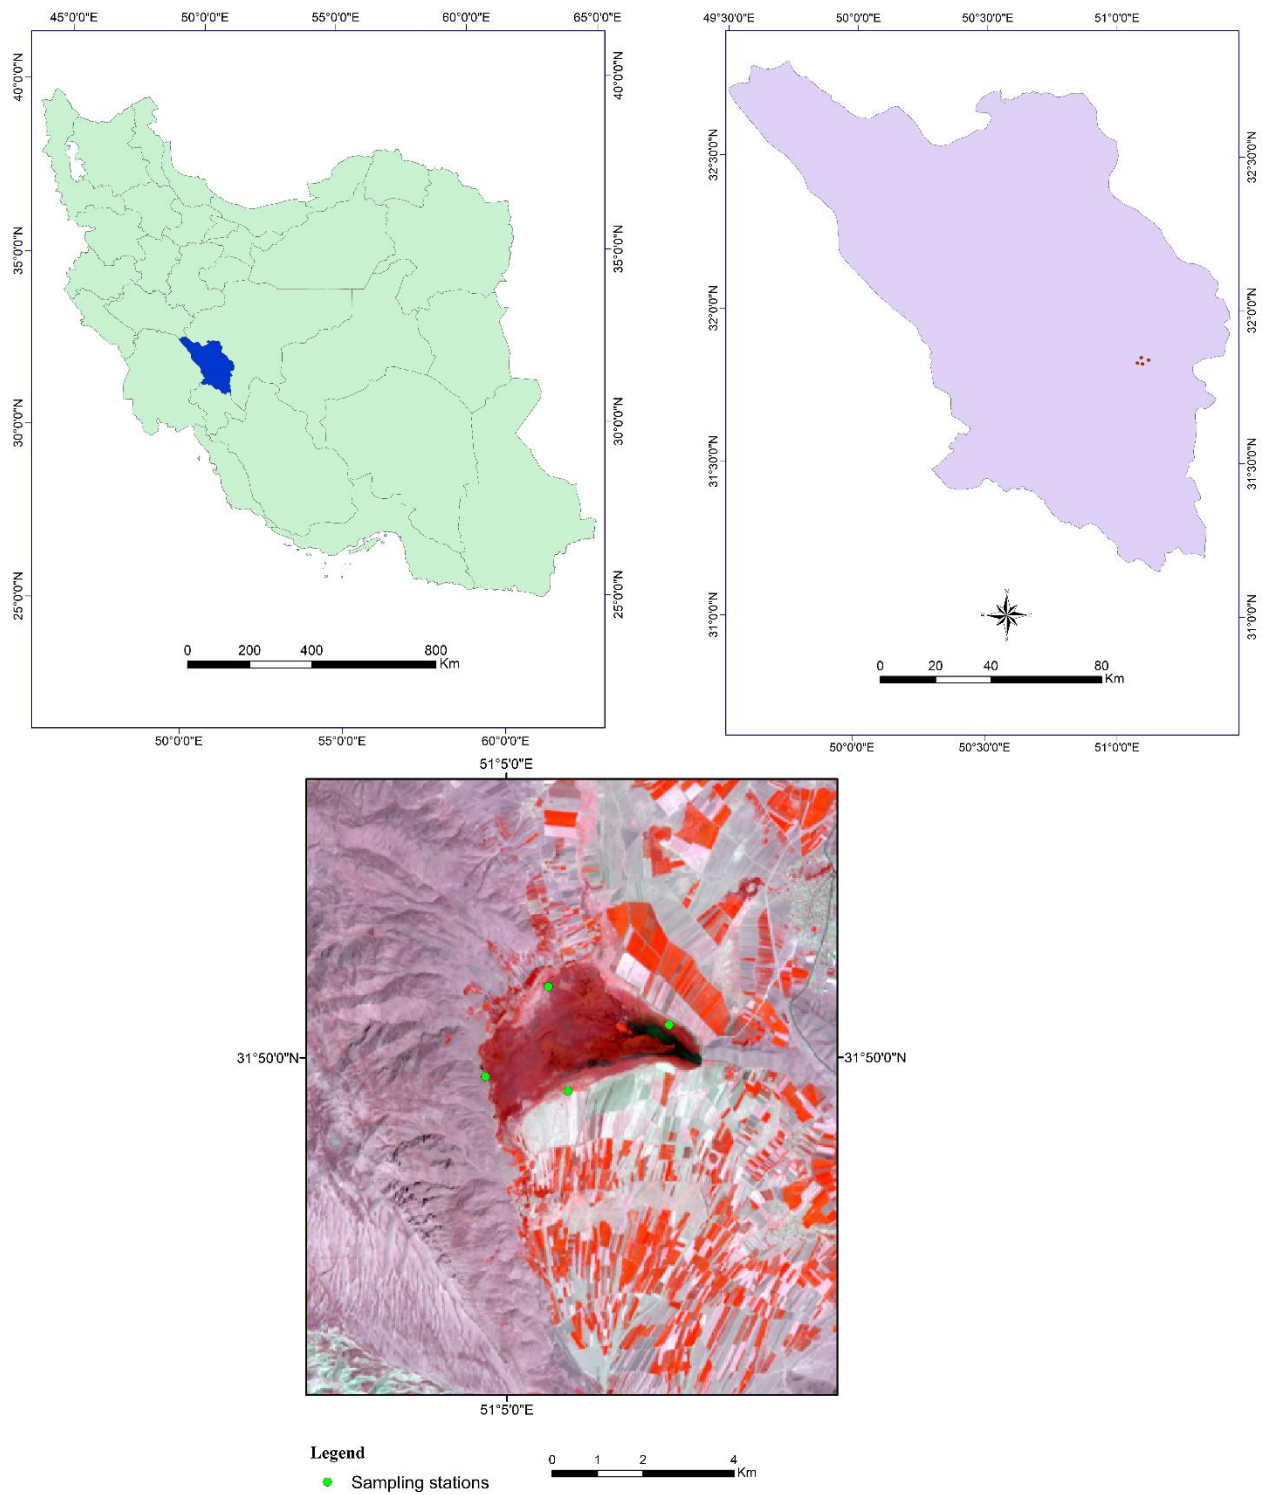 45°0'0"E 50°0'0"E 55°0'0"E 60°0'0"E 65°0'0"E
40°0'0"N 40°0'0"N
35°0'0"N 35°0'0"N
30°0'0"N 30°0'0"N
25°0'0"N 25°0'0"N
0 200 400 800
Km
50°0'0"E 55°0'0"E 60°0'0"E
49°30'0"E 50°0'0"E 50°30'0"E 51°0'0"E
32°30'0"N 32°30'0"N
32°0'0"N 32°0'0"N
31°30'0"N 31°30'0"N
31°0'0"N 31°0'0"N
0 20 40 80
Km
50°0'0"E 50°30'0"E 51°0'0"E
51°5'0"E
31°50'0"N 31°50'0"N
51°5'0"E
Legend
Sampling stations
0 1 2 4
Km